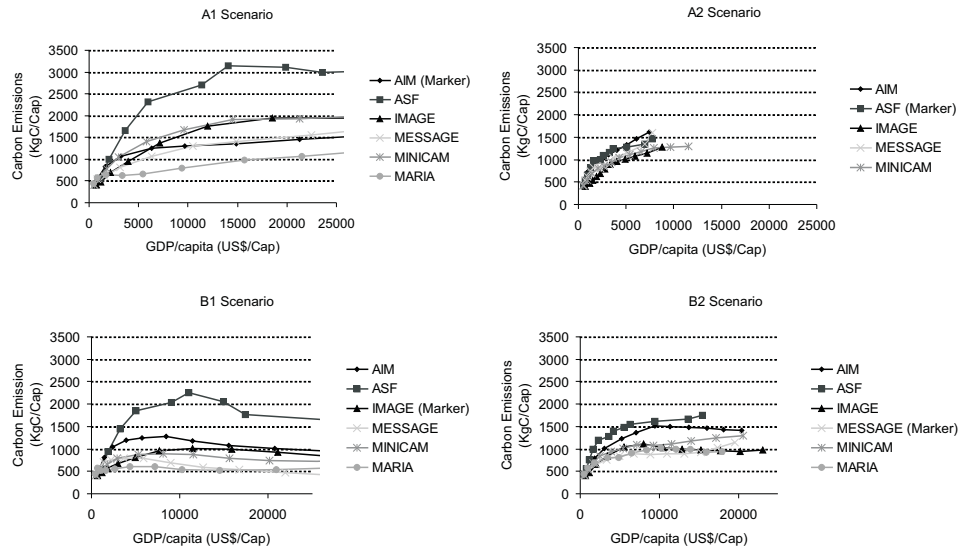 A1 Scenario
Carbon Emissions
(KgC/Cap)
3500
3000
2500
2000
1500
1000
500
0
0 5000 10000 15000 20000 25000
GDP/capita (US$/Cap)
AIM (Marker)
ASF
IMAGE
MESSAGE
MINICAM
MARIA
A2 Scenario
Carbon Emissions
(KgC/Cap)
3500
3000
2500
2000
1500
1000
500
0
0 5000 10000 15000 20000 25000
GDP/capita (US$/Cap)
AIM
ASF (Marker)
IMAGE
MESSAGE
MINICAM
B1 Scenario
Carbon Emission
(KgC/Cap)
3500
3000
2500
2000
1500
1000
500
0
0 10000 20000
GDP/capita (US$/Cap)
AIM
ASF
IMAGE (Marker)
MESSAGE
MINICAM
MARIA
B2 Scenario
Carbon Emissions
(KgC/Cap)
3500
3000
2500
2000
1500
1000
500
0
0 10000 20000
GDP/capita (US$/Cap)
AIM
ASF
IMAGE
MESSAGE (Marker)
MINICAM
MARIA